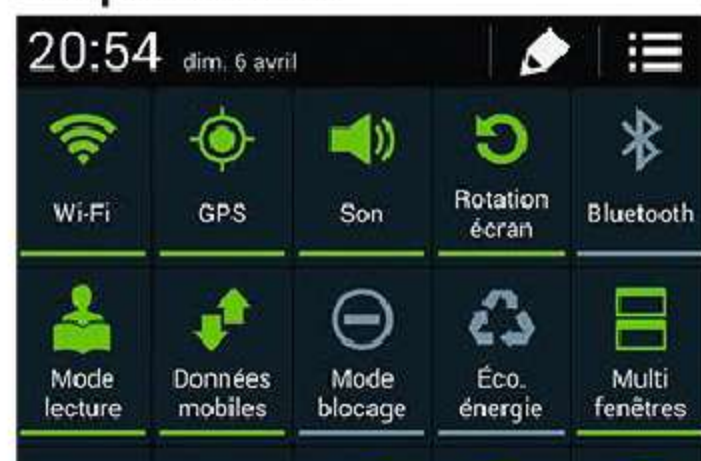 20:54 dim. 6 avril
Wi-Fi GPS Son Rotation écran Bluetooth
Mode lecture Données mobiles Mode blocage Éco. énergie Multi fenêtres